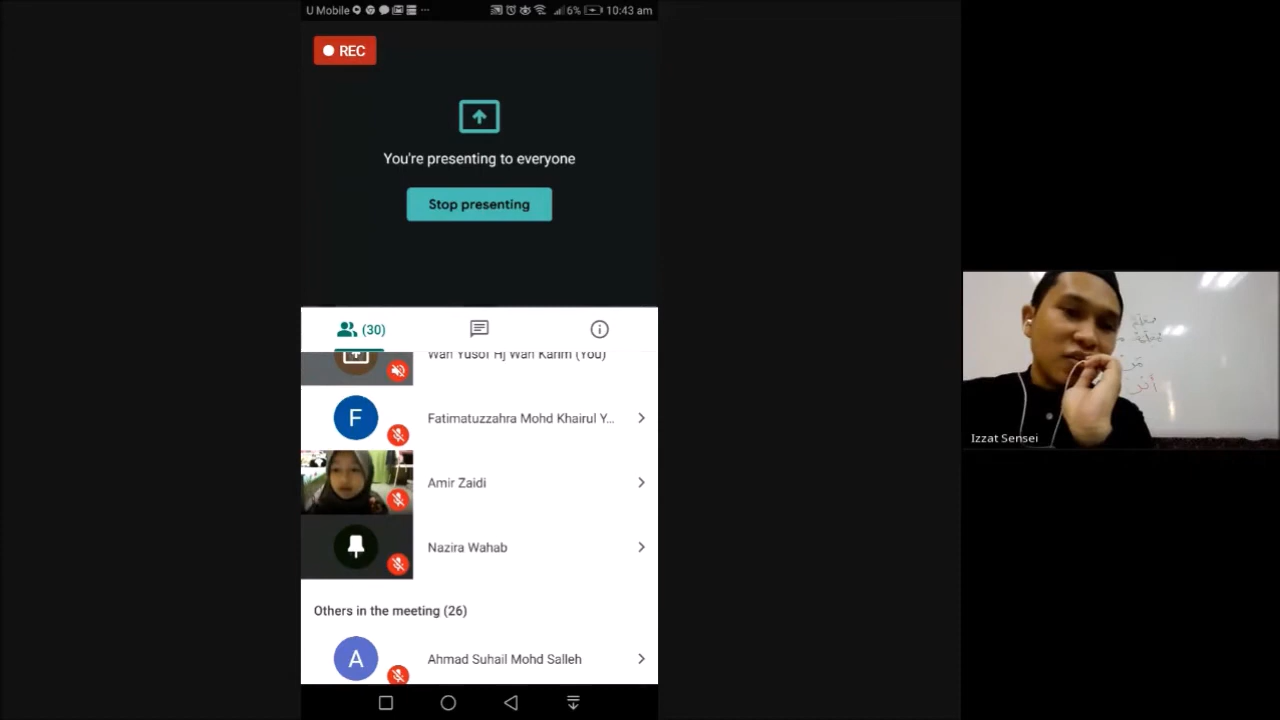 U Mobile 6% 10:43 am
REC
You're presenting to everyone
Stop presenting
(30)
Wan Yusof Hj Wan Karim (You)
F
Fatimatuzzahra Mohd Khairul Y...
Amir Zaidi
Nazira Wahab
Others in the meeting (26)
A
Ahmad Suhail Mohd Salleh
Izzat Sensei